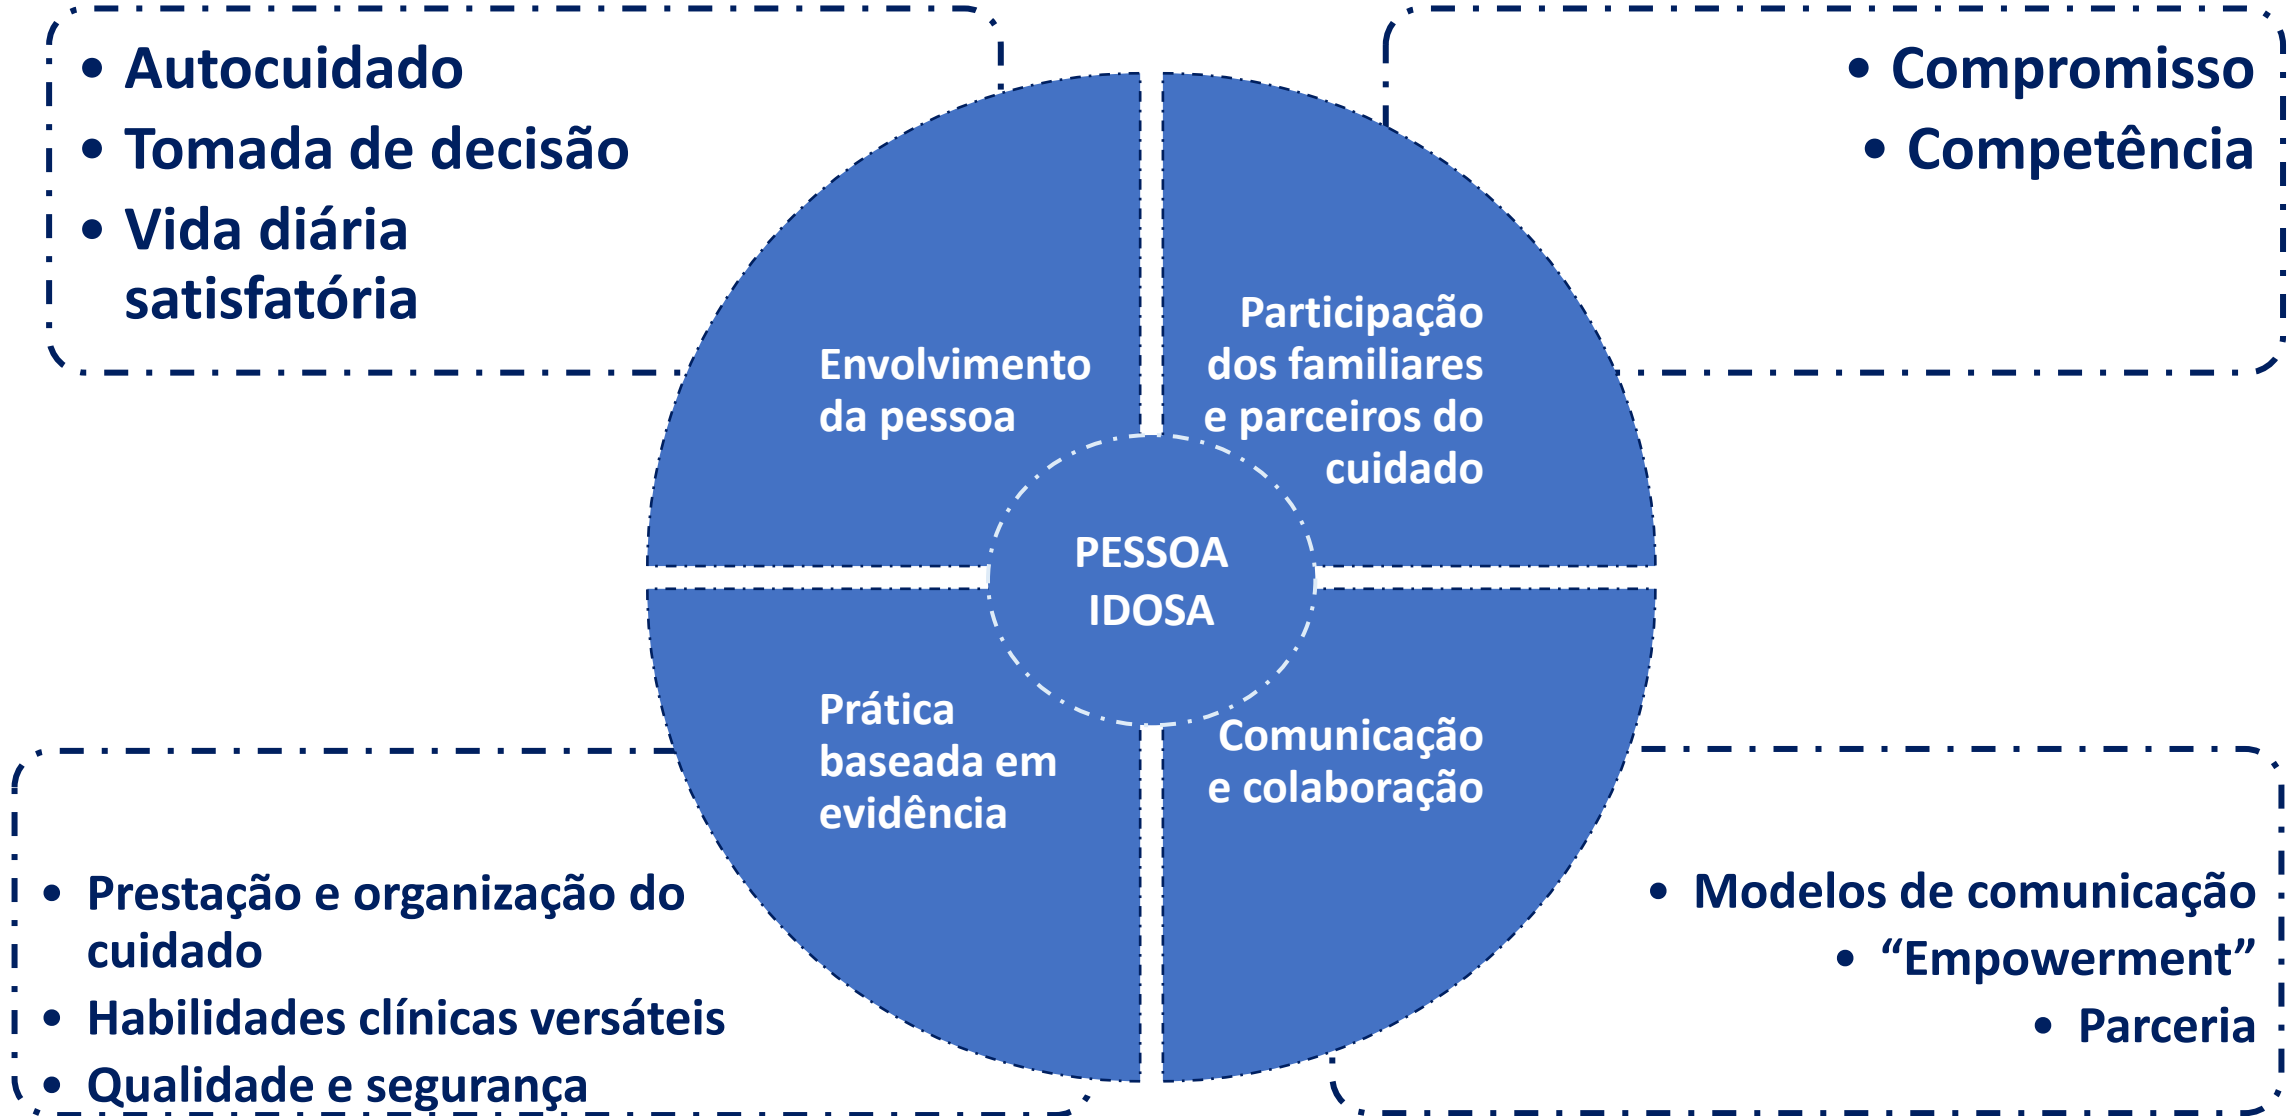 • Autocuidado
• Tomada de decisão
• Vida diária
satisfatória
• Compromisso
• Competência
Envolvimento
da pessoa
Participação
dos familiares
e parceiros do
cuidado
PESSOA
IDOSA
Prática
baseada em
evidência
Comunicação
e colaboração
• Prestação e organização do
cuidado
• Habilidades clínicas versáteis
• Qualidade e segurança
• Modelos de comunicação
• “Empowerment”
• Parceria